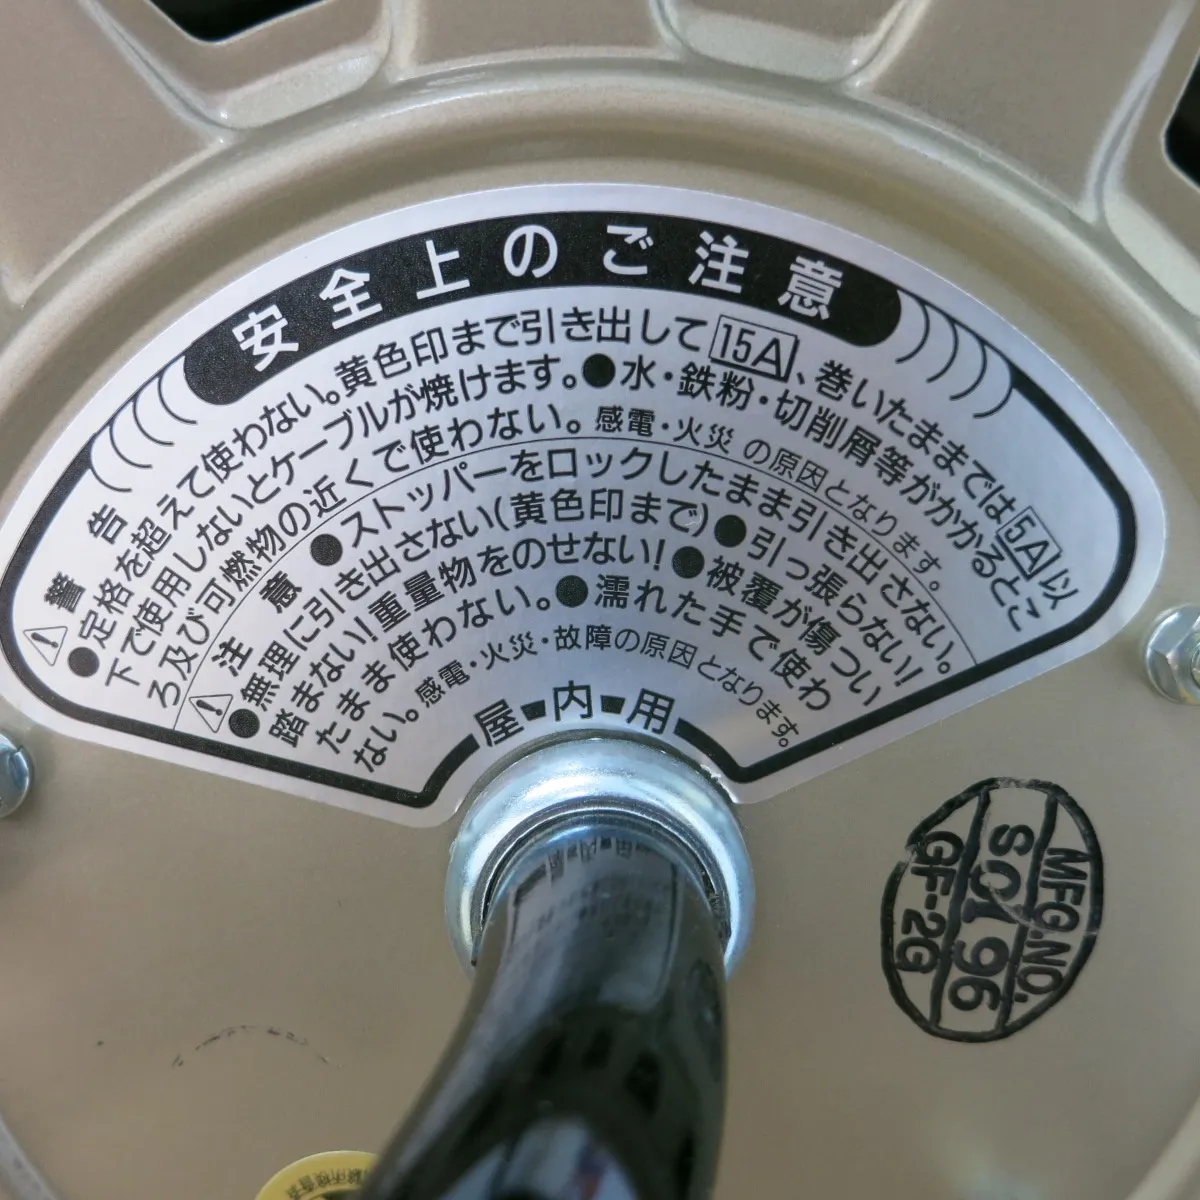 安全上のご注意
警告
●定格を超えて使わない。黄色印まで引き出して15A、巻いたままでは5A以
下で使用しないとケーブルが焼けます。●水・鉄粉・切削屑等がかかるとこ
ろ及び可燃物の近くで使わない。感電・火災の原因となります。
注意
●ストッパーをロックしたまま引き出さない。
●無理に引き出さない(黄色印まで)●引っ張らない!
踏まない!重量物をのせない!●被覆が傷つい
たまま使わない。●濡れた手で使わ
ない。感電・火災・故障の原因となります。
屋内用
MFG.NO.
GF-2G